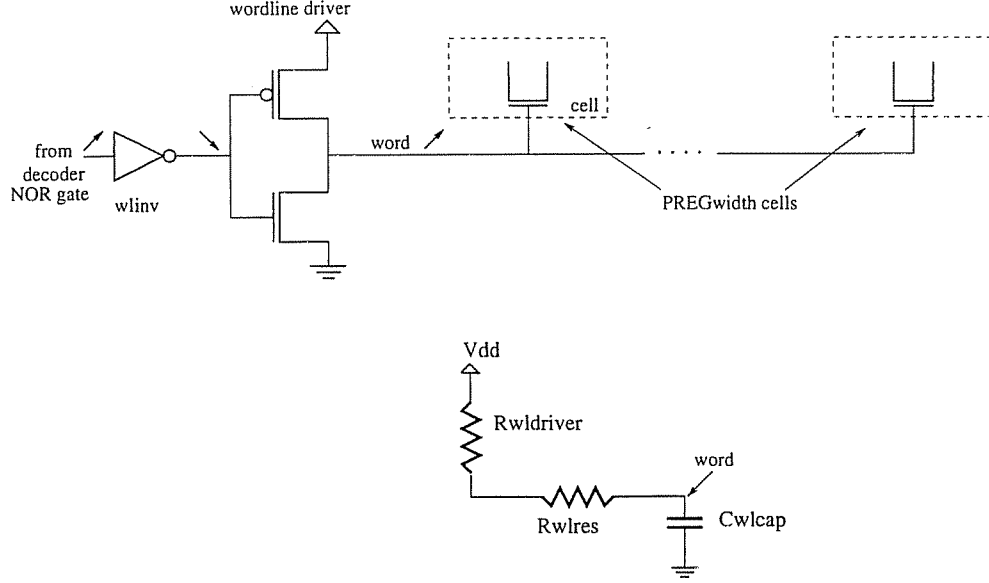 wordline driver
cell
word
from
decoder
NOR gate
wlinv
PREGwidth cells
Vdd
Rwldriver
word
Rwlres
Cwlcap